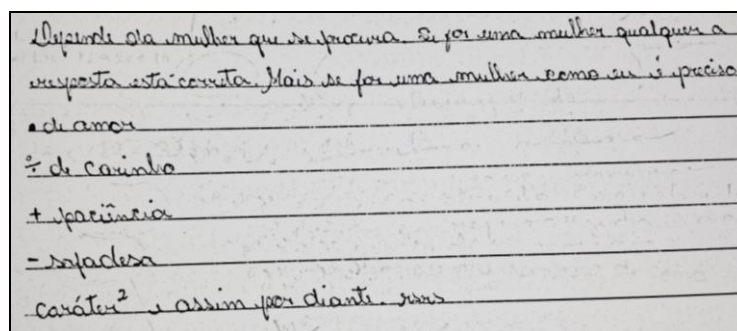 Depende da mulher que se procura. Se for uma mulher qualquer a
resposta está correta. Mais se for uma mulher como eu é preciso
• de amor
÷ de carinho
+ paciência
- safadesa
caráter² e assim por diante. rsrs